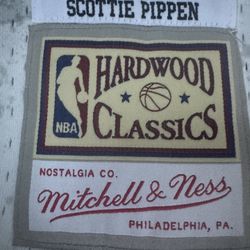 SCOTTIE PIPPEN
HARDWOOD
NBA
CLASSICS
NOSTALGIA CO.
Mitchell & Ness
PHILADELPHIA, PA.